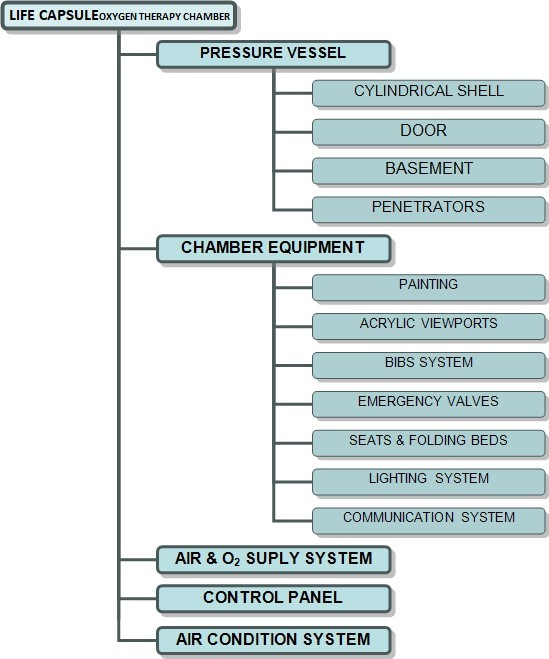 LIFE CAPSULE OXYGEN THERAPY CHAMBER
PRESSURE VESSEL
CYLINDRICAL SHELL
DOOR
BASEMENT
PENETRATORS
CHAMBER EQUIPMENT
PAINTING
ACRYLIC VIEWPORTS
BIBS SYSTEM
EMERGENCY VALVES
SEATS & FOLDING BEDS
LIGHTING SYSTEM
COMMUNICATION SYSTEM
AIR & O₂ SUPLY SYSTEM
CONTROL PANEL
AIR CONDITION SYSTEM